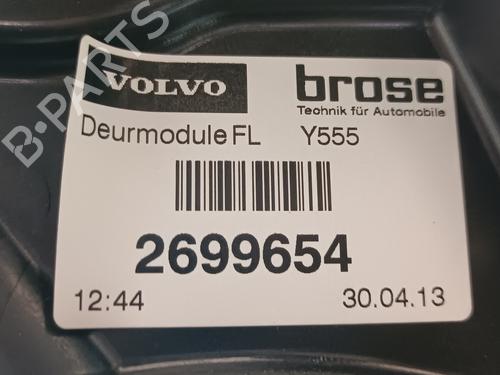 B-PARTS
VOLVO brose
Technik für Automobile
Deurmodule FL Y555
2699654
12:44 30.04.13